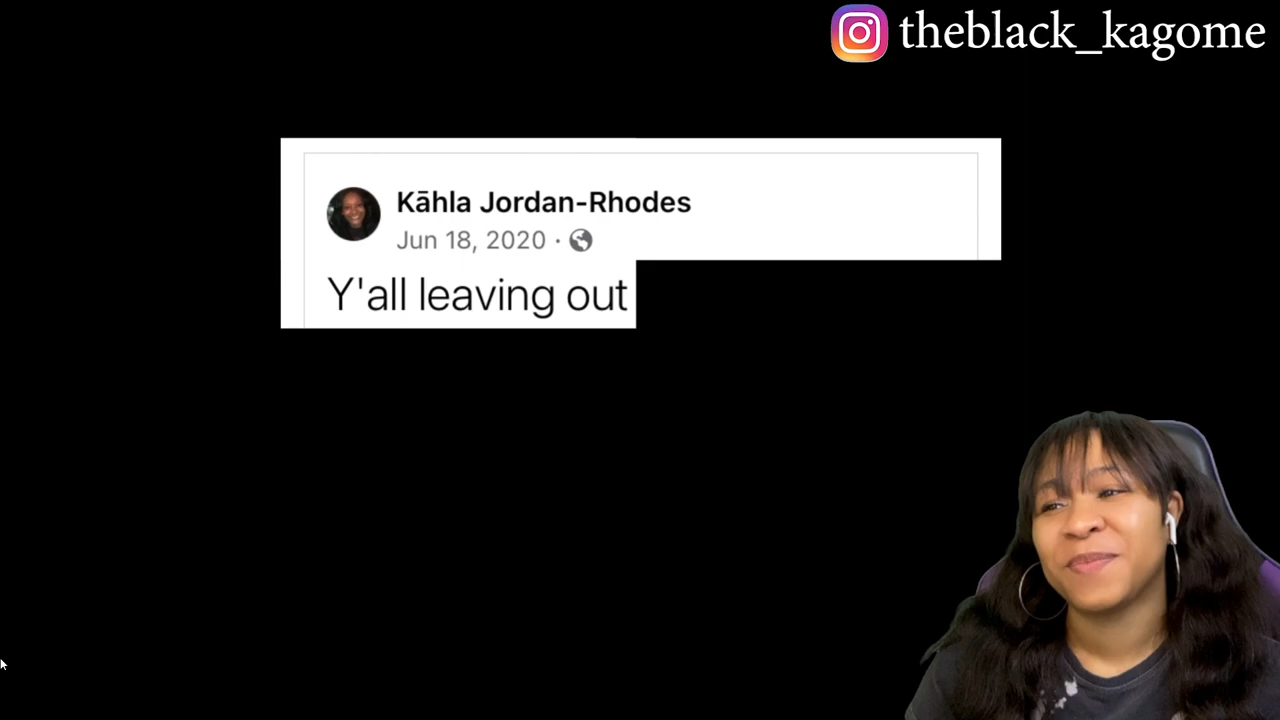 theblack_kagome
Kāhla Jordan-Rhodes
Jun 18, 2020 ·
Y'all leaving out